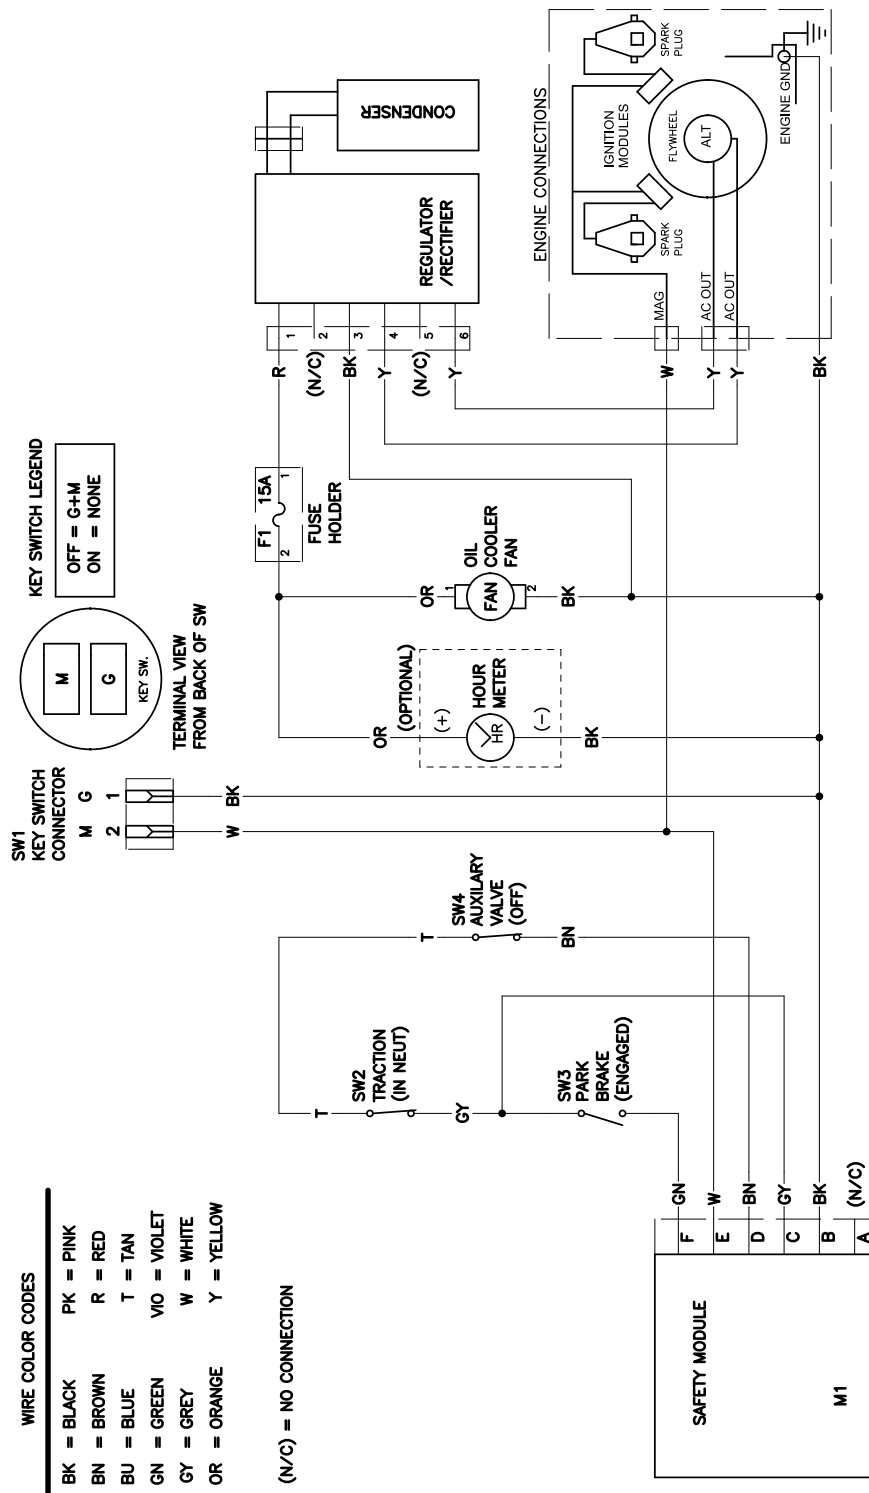 WIRE COLOR CODES
BK = BLACK PK = PINK
BN = BROWN R = RED
BU = BLUE T = TAN
GN = GREEN VIO = VIOLET
GY = GREY W = WHITE
OR = ORANGE Y = YELLOW
(N/C) = NO CONNECTION
SW1
KEY SWITCH
CONNECTOR
M G
2 1
W
BK
M
G
KEY SW.
TERMINAL VIEW
FROM BACK OF SW
KEY SWITCH LEGEND
OFF = G+M
ON = NONE
F1 15A
2 1
FUSE
HOLDER
R
(N/C)
BK
Y
(N/C)
Y
1
2
3
4
5
6
REGULATOR
/RECTIFIER
CONDENSER
T
SW2
TRACTION
(IN NEUT)
GY
T
SW4
AUXILARY
VALVE
(OFF)
BN
SW3
PARK
BRAKE
(ENGAGED)
OR
(OPTIONAL)
(+)
HR
HOUR
METER
(-)
BK
OR
1
FAN
2
OIL
COOLER
FAN
BK
ENGINE CONNECTIONS
SPARK
PLUG
SPARK
PLUG
IGNITION
MODULES
FLYWHEEL
ALT
MAG
AC OUT
AC OUT
ENGINE GND
W
Y
Y
BK
SAFETY MODULE
M1
F
E
D
C
B
A
GN
W
BN
GY
BK
(N/C)